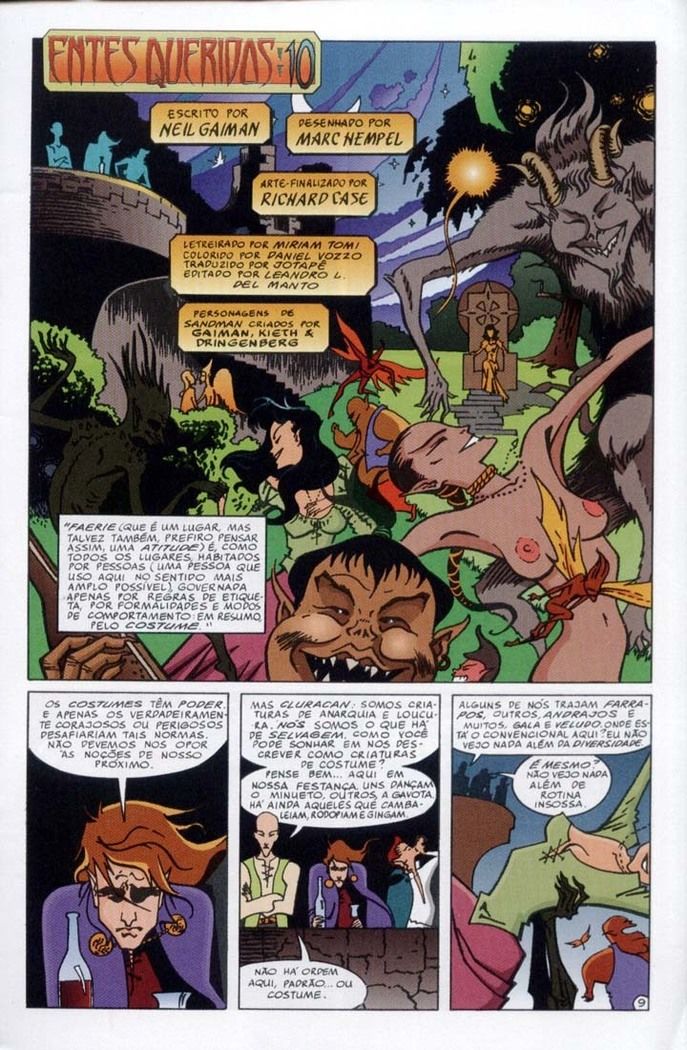 ENTES QUERIDOS: 10
ESCRITO POR
NEIL GAIMAN
DESENHADO POR
MARC HEMPEL
ARTE-FINALIZADO POR
RICHARD CASE
LETREIRADO POR MIRIAM TOMI
COLORIDO POR DANIEL VOZZO
TRADUZIDO POR JOTAPÊ
EDITADO POR LEANDRO L.
DEL MANTO
PERSONAGENS DE
SANDMAN CRIADOS POR
GAIMAN, KIETH &
DRINGENBERG
"FAERIE (QUE É UM LUGAR, MAS
TALVEZ TAMBÉM, PREFIRO PENSAR
ASSIM, UMA ATITUDE) É, COMO
TODOS OS LUGARES, HABITADOS
POR PESSOAS (UMA PESSOA QUE
USO AQUI NO SENTIDO MAIS
AMPLO POSSÍVEL), GOVERNADA
APENAS POR REGRAS DE ETIQUE-
TA, POR FORMALIDADES E MODOS
DE COMPORTAMENTO: EM RESUMO,
PELO COSTUME."
OS COSTUMES TÊM PODER.
E APENAS OS VERDADEIRAMEN-
TE CORAJOSOS OU PERIGOSOS
DESAFIARIAM TAIS NORMAS.
NÃO DEVEMOS NOS OPOR
ÀS NOÇÕES DE NOSSO
PRÓXIMO.
MAS CLURACAN: SOMOS CRIA-
TURAS DE ANARQUIA E LOUCU-
RA. NÓS SOMOS O QUE HÁ
DE SELVAGEM, COMO VOCÊ
PODE SONHAR EM NOS DES-
CREVER COMO CRIATURAS
DE COSTUME?
PENSE BEM... AQUI EM
NOSSA FESTANÇA, UNS DANÇAM
O MINUETO, OUTROS, A GAVOTA.
HÁ AINDA AQUELES QUE CAMBA-
LEIAM, RODOPIAM E GINGAM.
NÃO HÁ ORDEM
AQUI, PADRÃO... OU
COSTUME.
ALGUNS DE NÓS TRAJAM FARRA-
POS, OUTROS, ANDRAJOS E
MUITOS, GALA E VELUDO. ONDE ES-
TÁ O CONVENCIONAL AQUI? EU NÃO
VEJO NADA ALÉM DA DIVERSIDADE.
É MESMO?
NÃO VEJO NADA
ALÉM DE
ROTINA
INSOSSA.
9